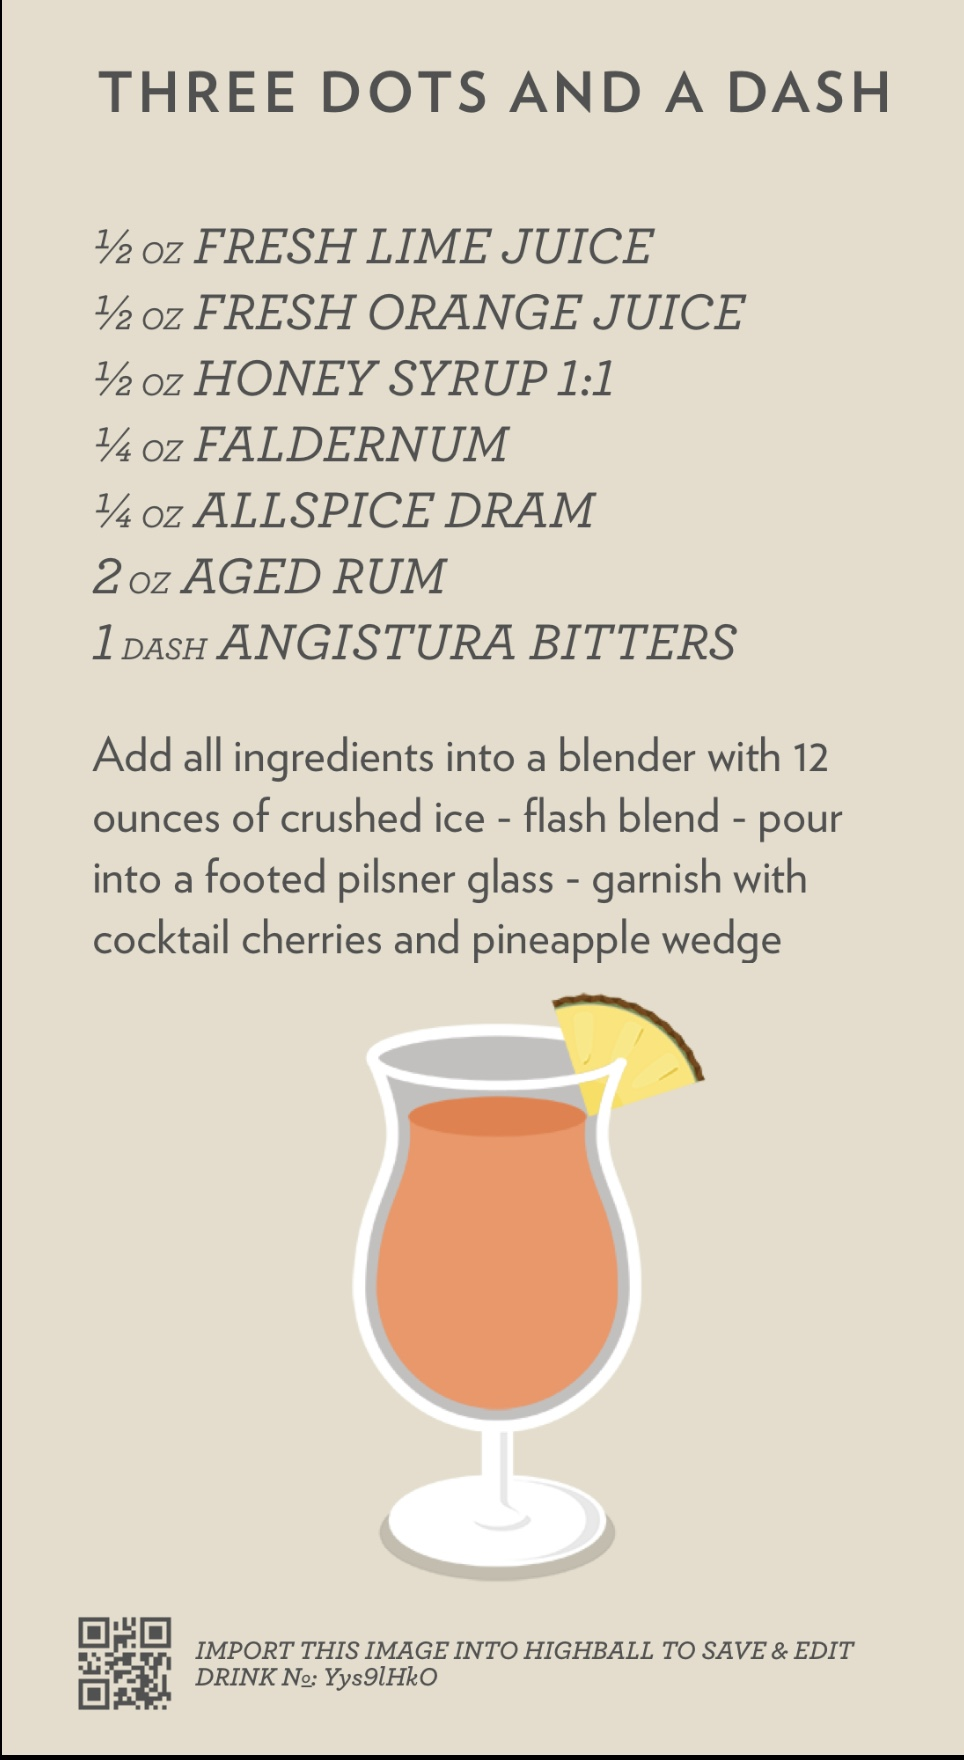 THREE DOTS AND A DASH
½ OZ FRESH LIME JUICE
½ OZ FRESH ORANGE JUICE
½ OZ HONEY SYRUP 1:1
¼ OZ FALDERNUM
¼ OZ ALLSPICE DRAM
2 OZ AGED RUM
1 DASH ANGISTURA BITTERS
Add all ingredients into a blender with 12
ounces of crushed ice - flash blend - pour
into a footed pilsner glass - garnish with
cocktail cherries and pineapple wedge
IMPORT THIS IMAGE INTO HIGHBALL TO SAVE & EDIT
DRINK №: Yys9lHkO